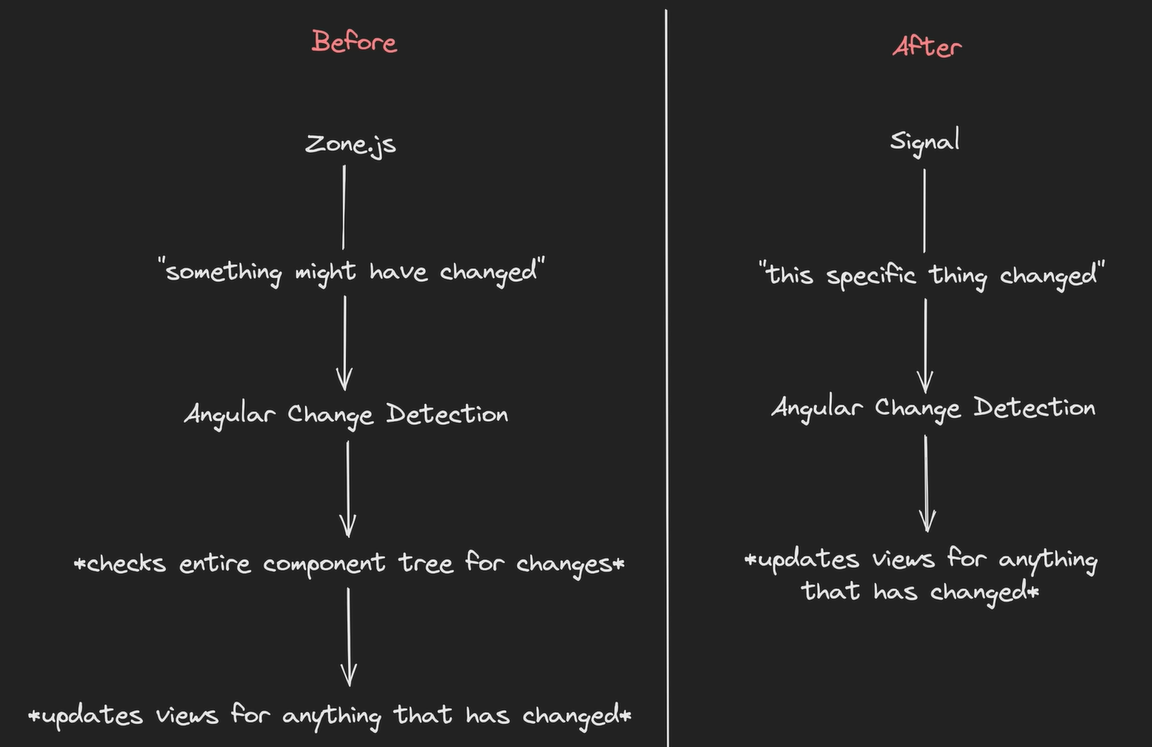 Before
Zone.js
"something might have changed"
Angular Change Detection
*checks entire component tree for changes*
*updates views for anything that has changed*
After
Signal
"this specific thing changed"
Angular Change Detection
*updates views for anything
that has changed*